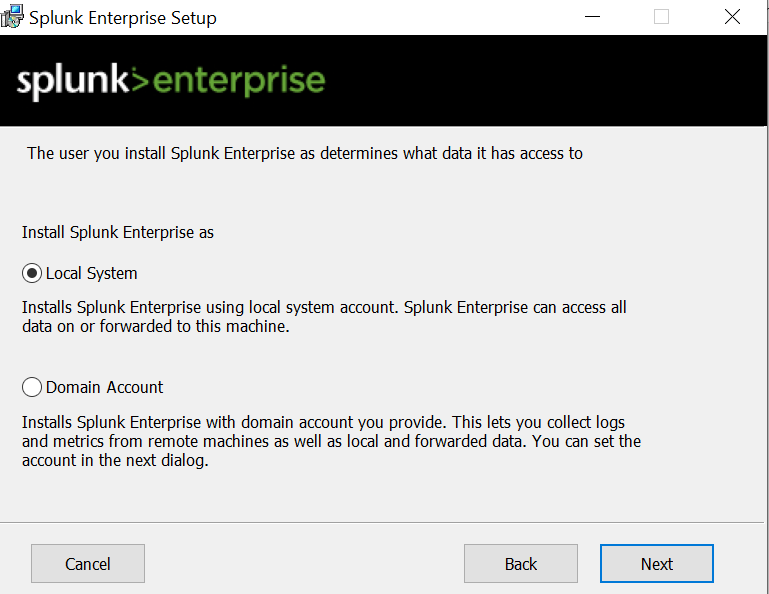 Splunk Enterprise Setup
splunk>enterprise
The user you install Splunk Enterprise as determines what data it has access to
Install Splunk Enterprise as
Local System
Installs Splunk Enterprise using local system account. Splunk Enterprise can access all
data on or forwarded to this machine.
Domain Account
Installs Splunk Enterprise with domain account you provide. This lets you collect logs
and metrics from remote machines as well as local and forwarded data. You can set the
account in the next dialog.
Cancel Back Next